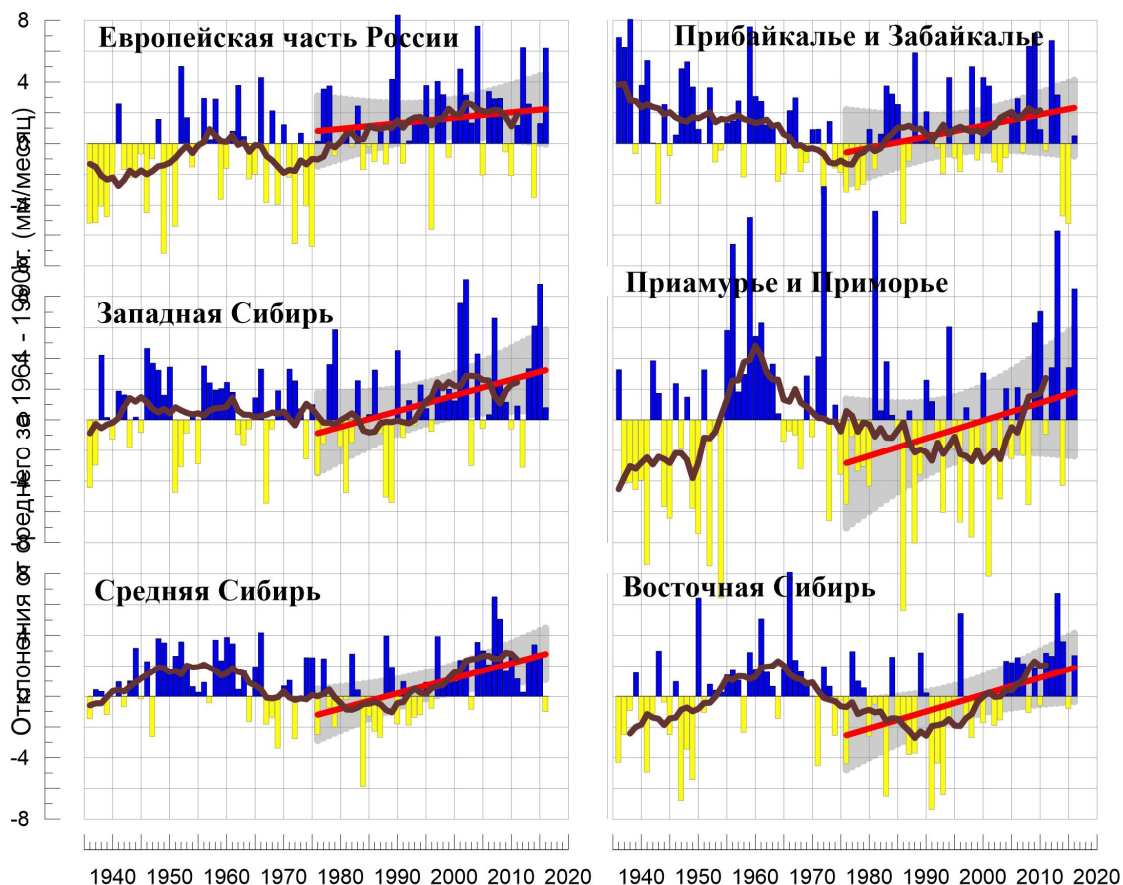 8
Европейская часть России
Прибайкалье и Забайкалье
4
Западная Сибирь
Приамурье и Приморье
Средняя Сибирь
Восточная Сибирь
-4
-8
Отклонения от среднего за 1961 - 1990 гг. (мм/месяц)
1940 1950 1960 1970 1980 1990 2000 2010 2020
1940 1950 1960 1970 1980 1990 2000 2010 2020